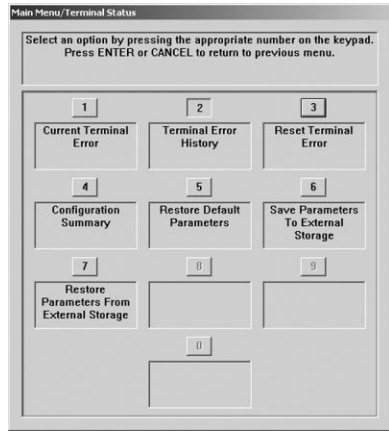 Main Menu/Terminal Status
Select an option by pressing the appropriate number on the keypad.
Press ENTER or CANCEL to return to
previous menu.
1
2
3
Current Terminal
Error
Terminal Error
History
Reset Terminal
Error
4
5
6
Configuration
Summary
Restore Default
Parameters
Save Parameters
To External
Storage
7
8
9
Restore
Parameters From
External Storage
0